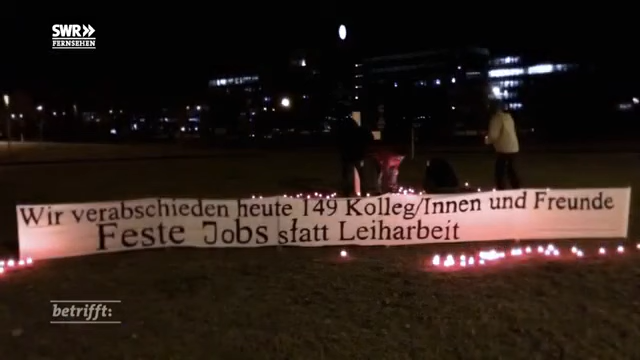 SWR»
FERNSEHEN
Wir verabschieden heute 149 Kolleg/Innen und Freunde
Feste Jobs statt Leiharbeit
betrifft: